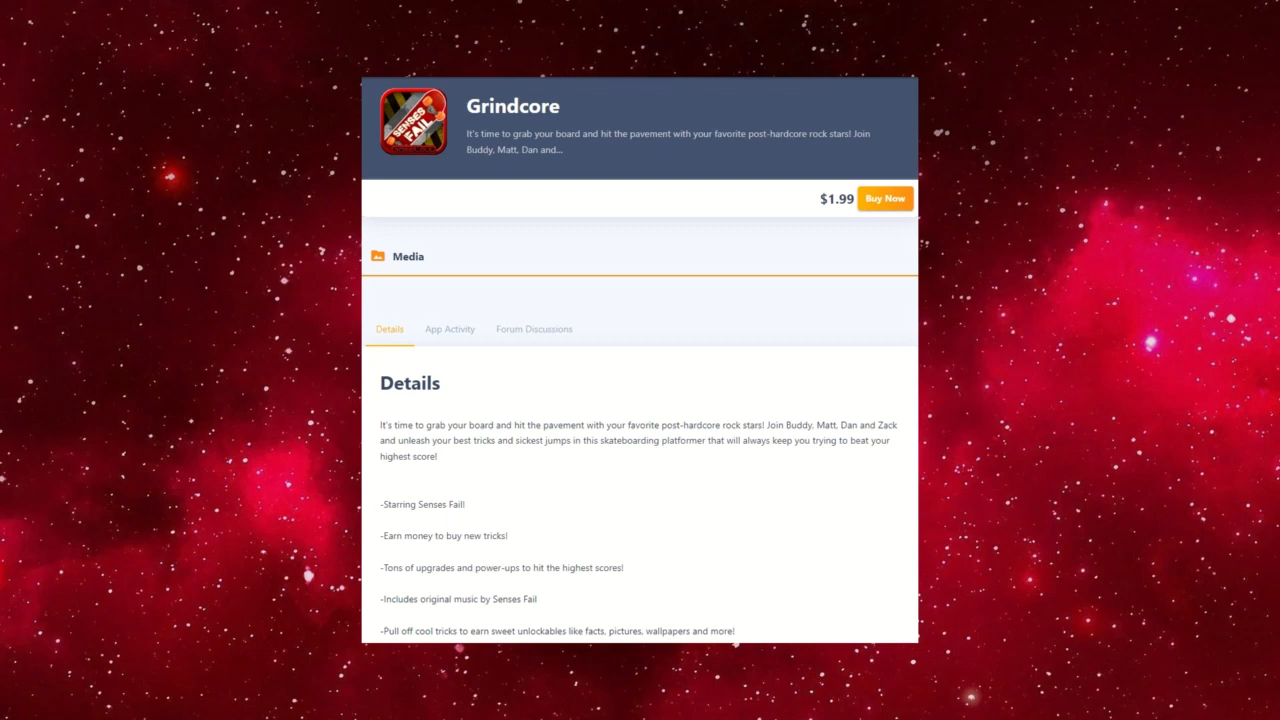 SENSES
FAIL
Grindcore
It's time to grab your board and hit the pavement with your favorite post-hardcore rock stars! Join
Buddy, Matt, Dan and...
$1.99 Buy Now
Media
Details App Activity Forum Discussions
Details
It's time to grab your board and hit the pavement with your favorite post-hardcore rock stars! Join Buddy, Matt, Dan and Zack
and unleash your best tricks and sickest jumps in this skateboarding platformer that will always keep you trying to beat your
highest score!
-Starring Senses Fail!
-Earn money to buy new tricks!
-Tons of upgrades and power-ups to hit the highest scores!
-Includes original music by Senses Fail
-Pull off cool tricks to earn sweet unlockables like facts, pictures, wallpapers and more!